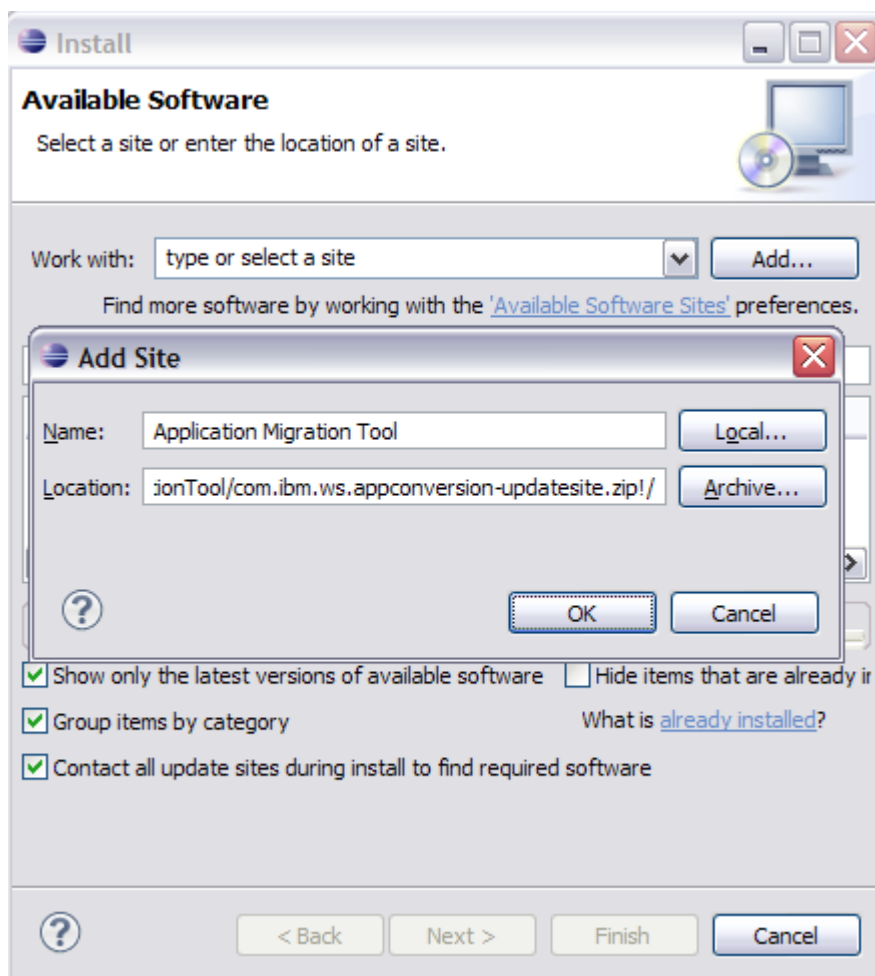 Install
Available Software
Select a site or enter the location of a site.
Work with: type or select a site Add...
Find more software by working with the 'Available Software Sites' preferences.
Add Site
Name: Application Migration Tool Local...
Location: :ionTool/com.ibm.ws.appconversion-updatesite.zip!/ Archive...
OK Cancel
Show only the latest versions of available software Hide items that are already in
Group items by category What is already installed?
Contact all update sites during install to find required software
< Back Next > Finish Cancel